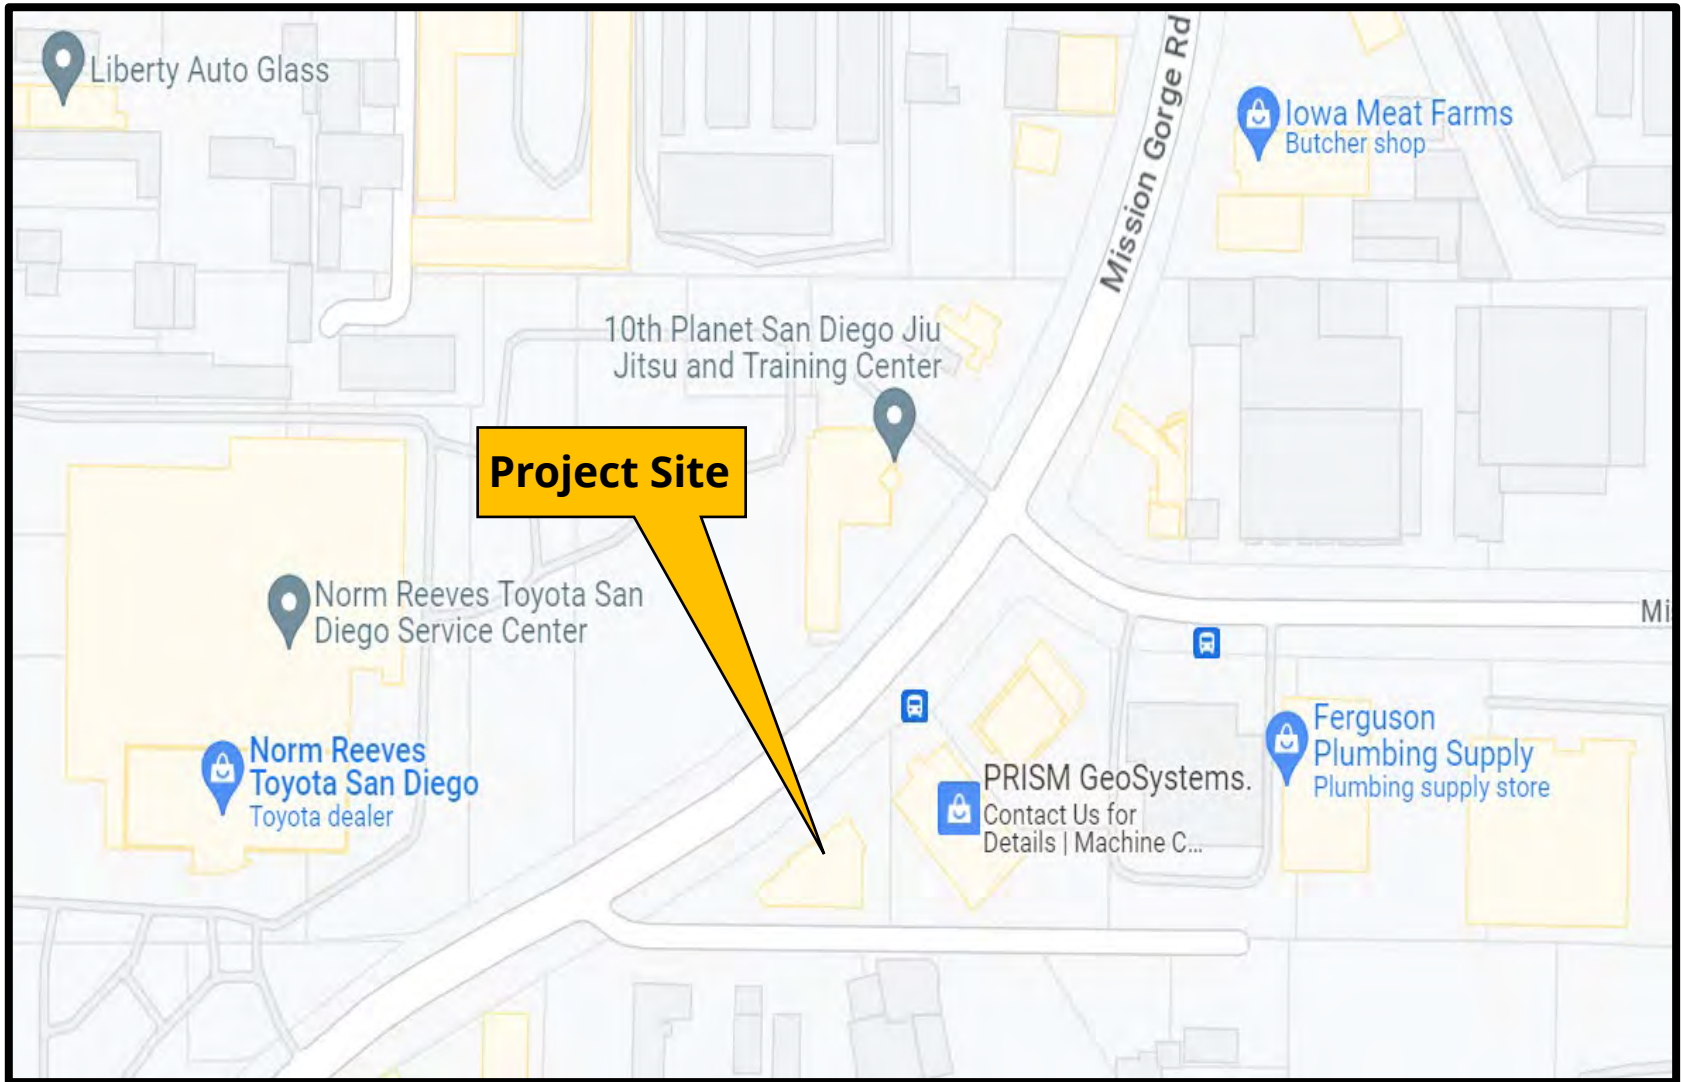 Liberty Auto Glass
Mission Gorge Rd
Iowa Meat Farms
Butcher shop
10th Planet San Diego Jiu
Jitsu and Training Center
Project Site
Norm Reeves Toyota San
Diego Service Center
Mi
Norm Reeves
Toyota San Diego
Toyota dealer
PRISM GeoSystems.
Contact Us for
Details | Machine C...
Ferguson
Plumbing Supply
Plumbing supply store